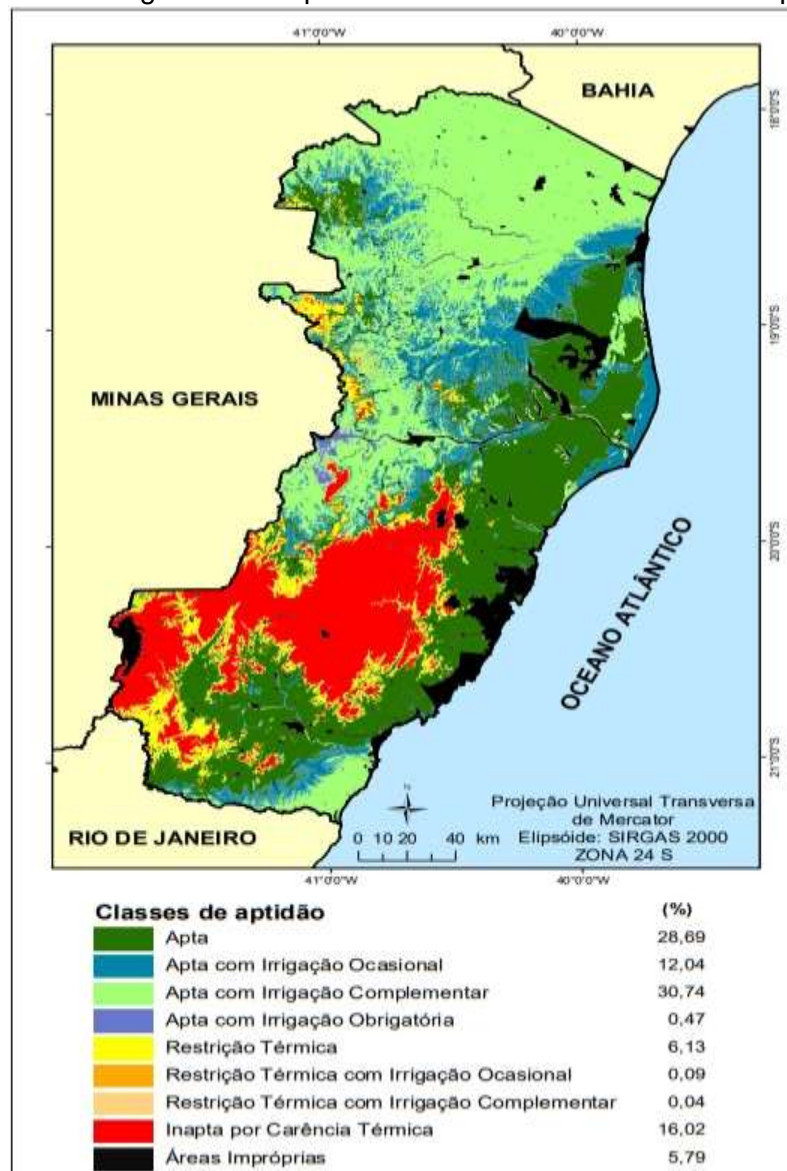 41°0'0"W 40°0'0"W
BAHIA
18°0'0"S
19°0'0"S
MINAS GERAIS
20°0'0"S
OCEANO ATLÂNTICO
21°0'0"S
N
Projeção Universal Transversa
de Mercator
RIO DE JANEIRO 0 10 20 40 km Elipsóide: SIRGAS 2000
ZONA 24 S
41°0'0"W 40°0'0"W
Classes de aptidão (%)
Apta 28,69
Apta com Irrigação Ocasional 12,04
Apta com Irrigação Complementar 30,74
Apta com Irrigação Obrigatória 0,47
Restrição Térmica 6,13
Restrição Térmica com Irrigação Ocasional 0,09
Restrição Térmica com Irrigação Complementar 0,04
Inapta por Carência Térmica 16,02
Áreas Impróprias 5,79